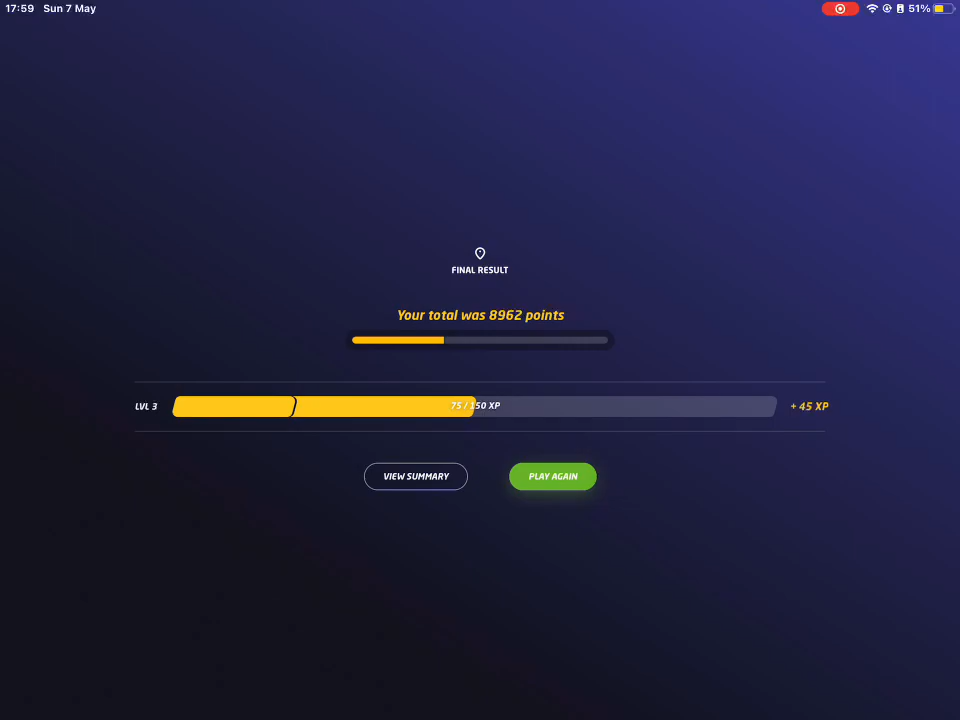 17:59 Sun 7 May 51%
FINAL RESULT
Your total was 8962 points
LVL 3 75 / 150 XP + 45 XP
VIEW SUMMARY PLAY AGAIN